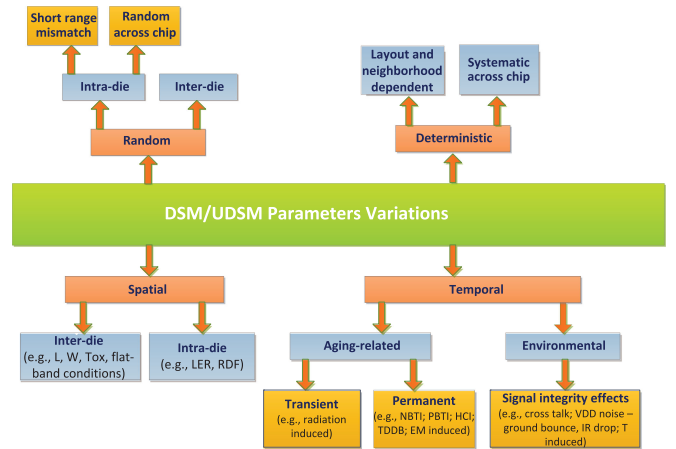 Short range
mismatch
Random
across chip
Intra-die
Inter-die
Random
Layout and
neighborhood
dependent
Systematic
across chip
Deterministic
DSM/UDSM Parameters Variations
Spatial
Temporal
Inter-die
(e.g., L, W, Tox, flat-
band conditions)
Intra-die
(e.g., LER, RDF)
Aging-related
Environmental
Transient
(e.g., radiation
induced)
Permanent
(e.g., NBTI; PBTI; HCI;
TDDB; EM induced)
Signal integrity effects
(e.g., cross talk; VDD noise –
ground bounce, IR drop; T
induced)